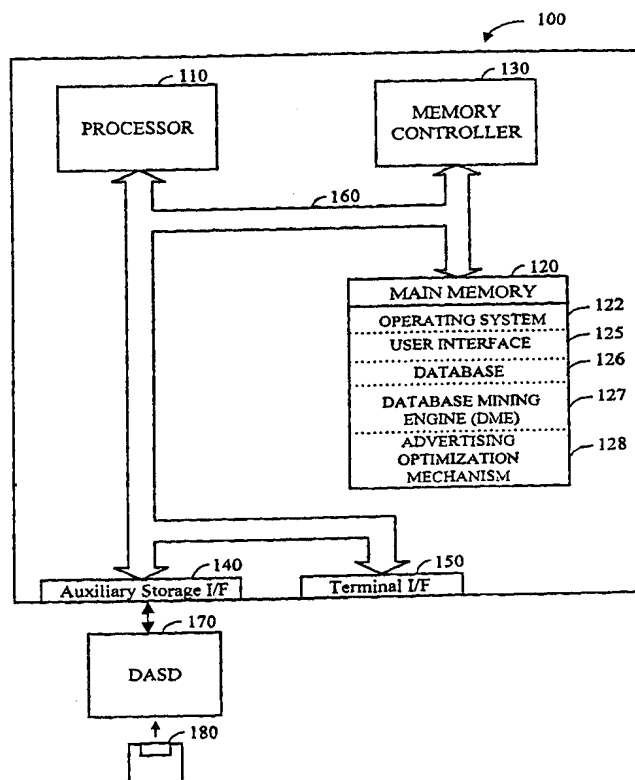 100
110
PROCESSOR
130
MEMORY
CONTROLLER
160
120
MAIN MEMORY
122
OPERATING SYSTEM
125
USER INTERFACE
126
DATABASE
127
DATABASE MINING
ENGINE (DME)
128
ADVERTISING
OPTIMIZATION
MECHANISM
140
Auxiliary Storage I/F
150
Terminal I/F
170
DASD
180